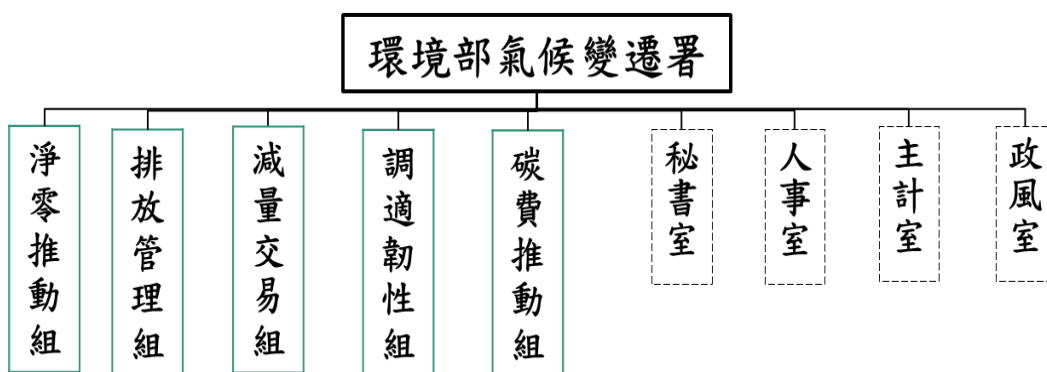 環境部氣候變遷署
淨零推動組
排放管理組
減量交易組
調適韌性組
碳費推動組
秘書室
人事室
主計室
政風室